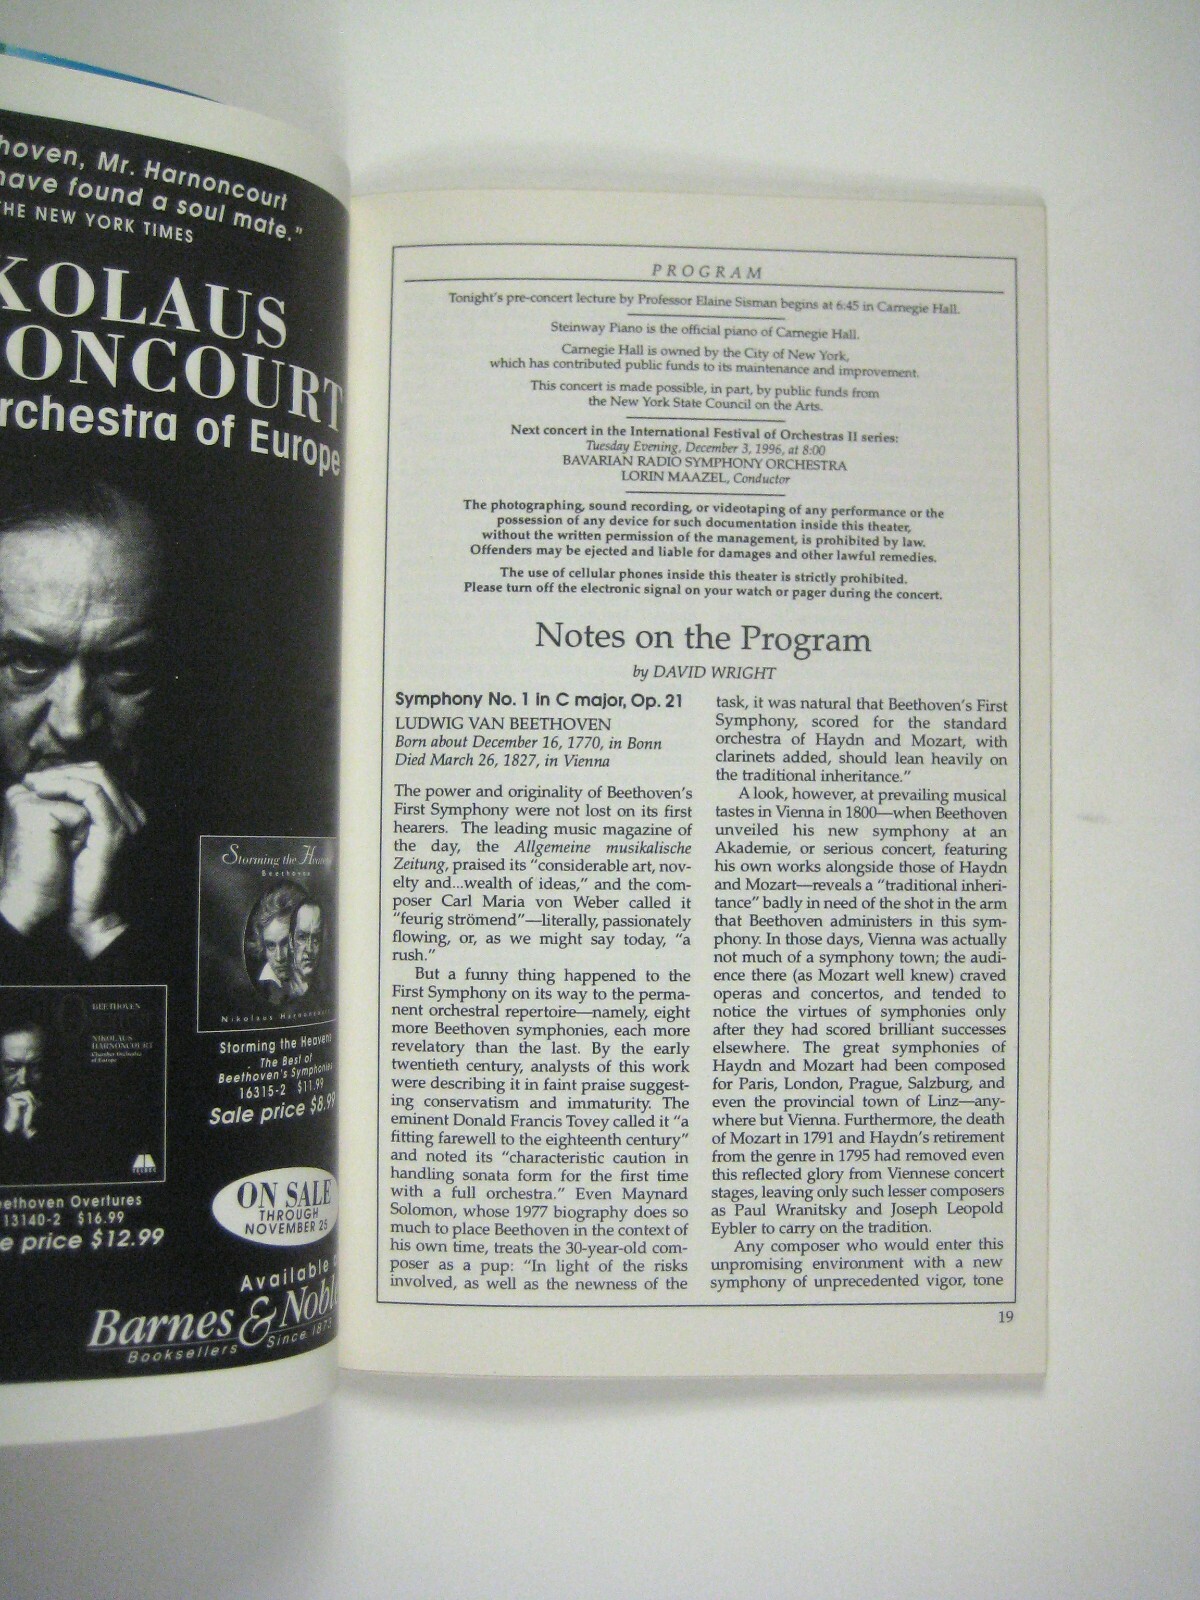 hoven, Mr. Harnoncourt
have found a soul mate."
THE NEW YORK TIMES
KOLAUS
ONCOURT
rchestra of Europe
Storming the Heavens
Beethoven
Nikolaus Harnoncourt
BEETHOVEN
NIKOLAUS
HARNONCOURT
Chamber Orchestra
of Europe
TELDEC
Storming the Heavens
The Best of
Beethoven's Symphonies
16315-2 $11.99
Sale price $8.99
eethoven Overtures
13140-2 $16.99
e price $12.99
ON SALE
THROUGH
NOVEMBER 25
Available
Barnes & Noble
Booksellers Since 1873
PROGRAM
Tonight's pre-concert lecture by Professor Elaine Sisman begins at 6:45 in Carnegie Hall.
Steinway Piano is the official piano of Carnegie Hall.
Carnegie Hall is owned by the City of New York,
which has contributed public funds to its maintenance and improvement.
This concert is made possible, in part, by public funds from
the New York State Council on the Arts.
Next concert in the International Festival of Orchestras II series:
Tuesday Evening, December 3, 1996, at 8:00
BAVARIAN RADIO SYMPHONY ORCHESTRA
LORIN MAAZEL, Conductor
The photographing, sound recording, or videotaping of any performance or the
possession of any device for such documentation inside this theater,
without the written permission of the management, is prohibited by law.
Offenders may be ejected and liable for damages and other lawful remedies.
The use of cellular phones inside this theater is strictly prohibited.
Please turn off the electronic signal on your watch or pager during the concert.
Notes on the Program
by DAVID WRIGHT
Symphony No. 1 in C major, Op. 21
LUDWIG VAN BEETHOVEN
Born about December 16, 1770, in Bonn
Died March 26, 1827, in Vienna
The power and originality of Beethoven's
First Symphony were not lost on its first
hearers. The leading music magazine of
the day, the Allgemeine musikalische
Zeitung, praised its "considerable art, nov-
elty and...wealth of ideas," and the com-
poser Carl Maria von Weber called it
"feurig strömend"—literally, passionately
flowing, or, as we might say today, "a
rush."
But a funny thing happened to the
First Symphony on its way to the perma-
nent orchestral repertoire—namely, eight
more Beethoven symphonies, each more
revelatory than the last. By the early
twentieth century, analysts of this work
were describing it in faint praise suggest-
ing conservatism and immaturity. The
eminent Donald Francis Tovey called it "a
fitting farewell to the eighteenth century"
and noted its "characteristic caution in
handling sonata form for the first time
with a full orchestra." Even Maynard
Solomon, whose 1977 biography does so
much to place Beethoven in the context of
his own time, treats the 30-year-old com-
poser as a pup: "In light of the risks
involved, as well as the newness of the
task, it was natural that Beethoven's First
Symphony, scored for the standard
orchestra of Haydn and Mozart, with
clarinets added, should lean heavily on
the traditional inheritance."
A look, however, at prevailing musical
tastes in Vienna in 1800—when Beethoven
unveiled his new symphony at an
Akademie, or serious concert, featuring
his own works alongside those of Haydn
and Mozart—reveals a "traditional inheri-
tance" badly in need of the shot in the arm
that Beethoven administers in this sym-
phony. In those days, Vienna was actually
not much of a symphony town; the audi-
ence there (as Mozart well knew) craved
operas and concertos, and tended to
notice the virtues of symphonies only
after they had scored brilliant successes
elsewhere. The great symphonies of
Haydn and Mozart had been composed
for Paris, London, Prague, Salzburg, and
even the provincial town of Linz—any-
where but Vienna. Furthermore, the death
of Mozart in 1791 and Haydn's retirement
from the genre in 1795 had removed even
this reflected glory from Viennese concert
stages, leaving only such lesser composers
as Paul Wranitsky and Joseph Leopold
Eybler to carry on the tradition.
Any composer who would enter this
unpromising environment with a new
symphony of unprecedented vigor, tone
19